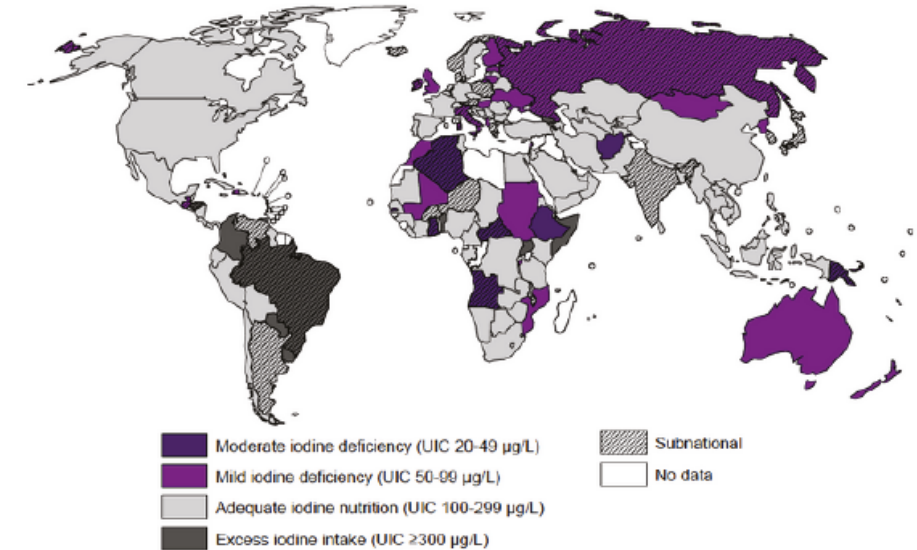 Moderate iodine deficiency (UIC 20-49 µg/L)
Mild iodine deficiency (UIC 50-99 µg/L)
Adequate iodine nutrition (UIC 100-299 µg/L)
Excess iodine intake (UIC ≥300 µg/L)
Subnational
No data